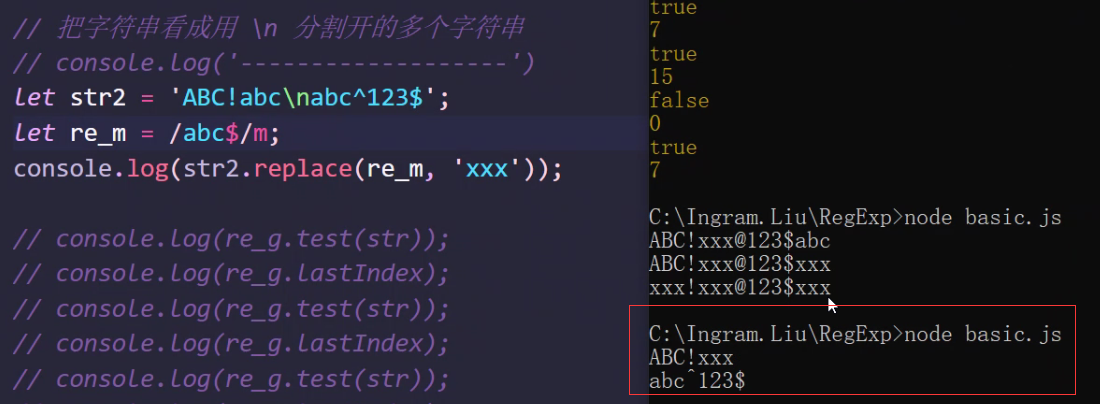 // 把字符串看成用 \n 分割开的多个字符串
// console.log('-------------------')
let str2 = 'ABC!abc\nabc^123$';
let re_m = /abc$/m;
console.log(str2.replace(re_m, 'xxx'));
// console.log(re_g.test(str));
// console.log(re_g.lastIndex);
// console.log(re_g.test(str));
// console.log(re_g.lastIndex);
// console.log(re_g.test(str));
true
7
true
15
false
0
true
7
C:\Ingram.Liu\RegExp>node basic.js
ABC!xxx@123$abc
ABC!xxx@123$xxx
xxx!xxx@123$xxx
C:\Ingram.Liu\RegExp>node basic.js
ABC!xxx
abc^123$